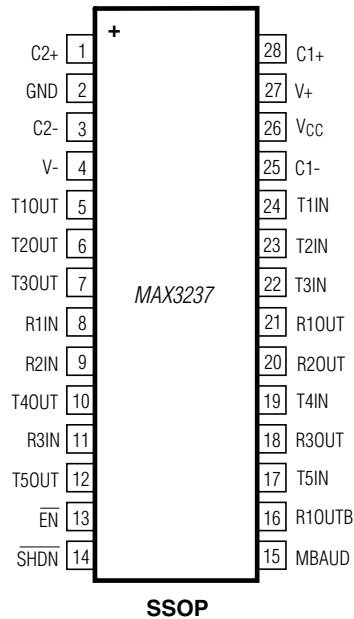 +
C2+ 1 28 C1+
GND 2 27 V+
C2- 3 26 VCC
V- 4 25 C1-
T1OUT 5 24 T1IN
T2OUT 6 23 T2IN
T3OUT 7 22 T3IN
MAX3237
R1IN 8 21 R1OUT
R2IN 9 20 R2OUT
T4OUT 10 19 T4IN
R3IN 11 18 R3OUT
T5OUT 12 17 T5IN
E̅N̅ 13 16 R1OUTB
S̅H̅D̅N̅ 14 15 MBAUD
SSOP